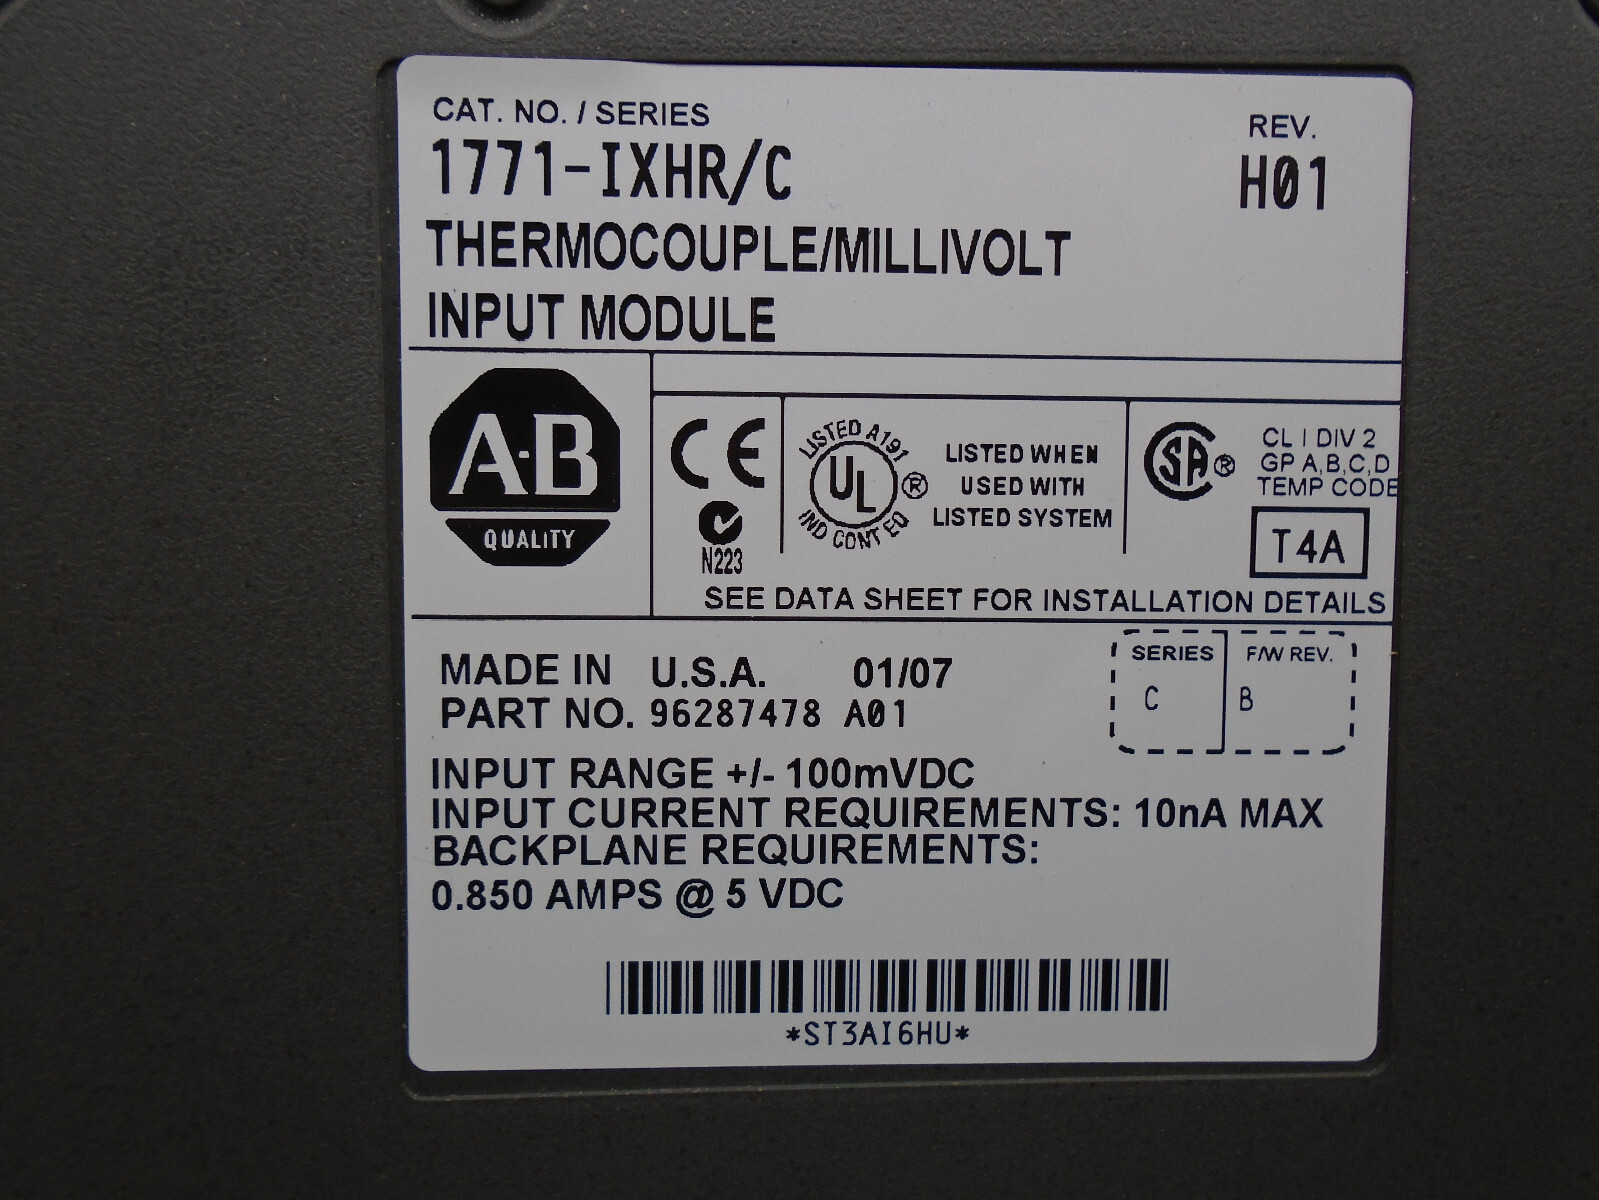 CAT. NO. / SERIES
REV.
1771-IXHR/C
H01
THERMOCOUPLE/MILLIVOLT
INPUT MODULE
A-B
QUALITY
CE
N223
LISTED A191
UL ®
IND CONT EQ
LISTED WHEN
USED WITH
LISTED SYSTEM
SA ®
CL I DIV 2
GP A,B,C,D
TEMP CODE
T4A
SEE DATA SHEET FOR INSTALLATION DETAILS
MADE IN U.S.A. 01/07
PART NO. 96287478 A01
SERIES F/W REV.
C B
INPUT RANGE +/- 100mVDC
INPUT CURRENT REQUIREMENTS: 10nA MAX
BACKPLANE REQUIREMENTS:
0.850 AMPS @ 5 VDC
*ST3AI6HU*